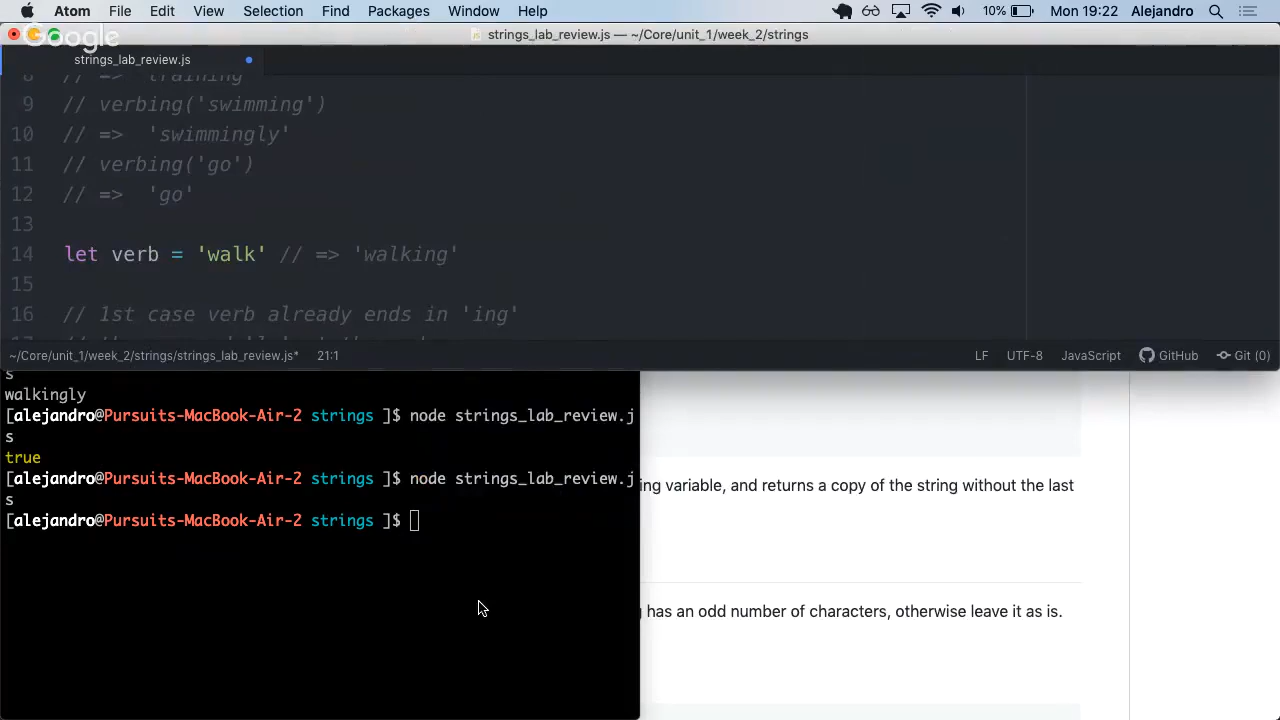 Atom File Edit View Selection Find Packages Window Help 10% Mon 19:22 Alejandro
Google
strings_lab_review.js — ~/Core/unit_1/week_2/strings
strings_lab_review.js
8 // => 'training'
9 // verbing('swimming')
10 // => 'swimmingly'
11 // verbing('go')
12 // => 'go'
13
14 let verb = 'walk' // => 'walking'
15
16 // 1st case verb already ends in 'ing'
~/Core/unit_1/week_2/strings/strings_lab_review.js* 21:1 LF UTF-8 JavaScript GitHub Git (0)
s
walkingly
[alejandro@Pursuits-MacBook-Air-2 strings ]$ node strings_lab_review.j
s
true
[alejandro@Pursuits-MacBook-Air-2 strings ]$ node strings_lab_review.j
s
[alejandro@Pursuits-MacBook-Air-2 strings ]$
ing variable, and returns a copy of the string without the last
has an odd number of characters, otherwise leave it as is.